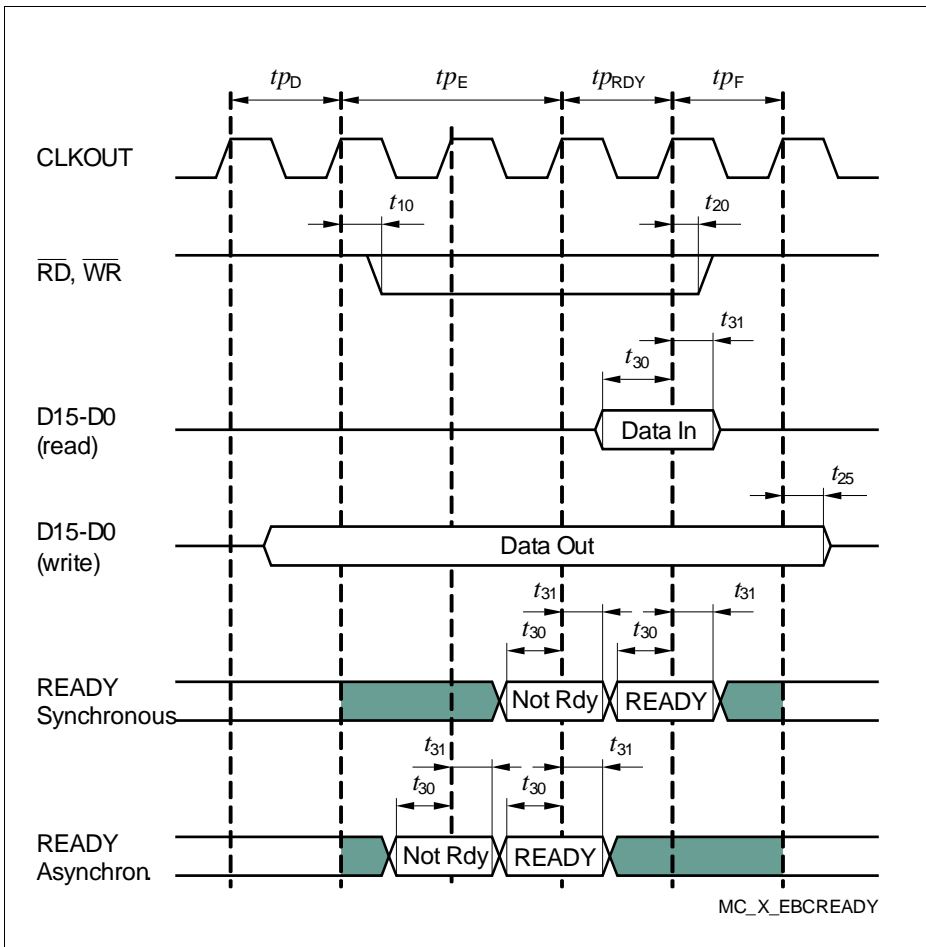 tpD tpE tpRDY tpF
CLKOUT
t10 t20
RD, WR
t31
t30
D15-D0
(read)
Data In
t25
D15-D0
(write)
Data Out
t31 t31
t30 t30
READY
Synchronous
Not Rdy READY
t31 t31
t30 t30
READY
Asynchron.
Not Rdy READY
MC_X_EBCREADY